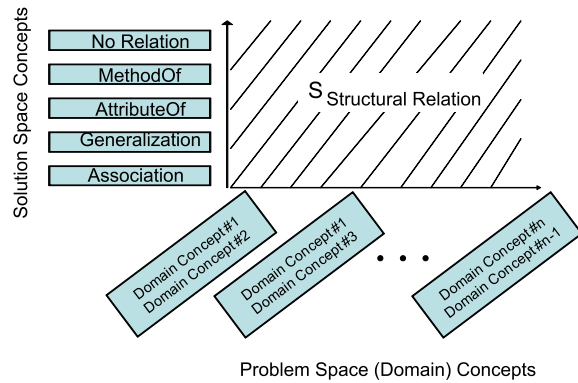 Solution Space Concepts
No Relation
MethodOf
AttributeOf
Generalization
Association
S Structural Relation
Domain Concept#1
Domain Concept#2
Domain Concept#1
Domain Concept#3
• • •
Domain Concept#n
Domain Concept#n-1
Problem Space (Domain) Concepts